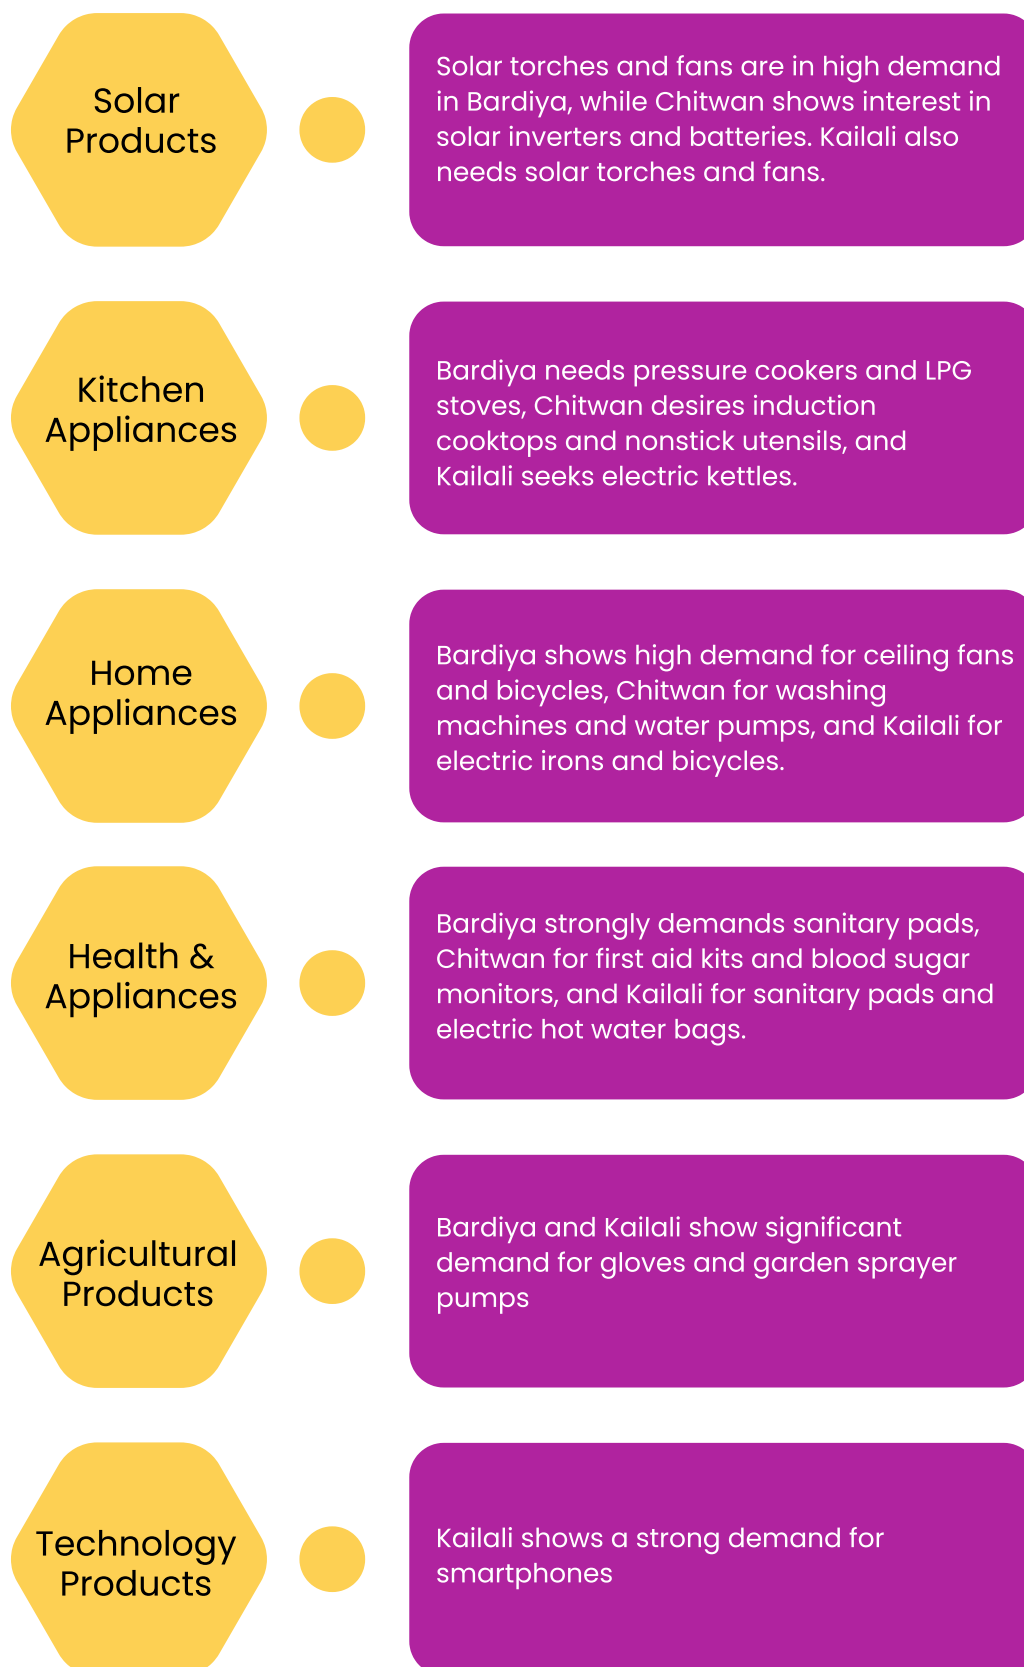 Solar
Products
Solar torches and fans are in high demand
in Bardiya, while Chitwan shows interest in
solar inverters and batteries. Kailali also
needs solar torches and fans.
Kitchen
Appliances
Bardiya needs pressure cookers and LPG
stoves, Chitwan desires induction
cooktops and nonstick utensils, and
Kailali seeks electric kettles.
Home
Appliances
Bardiya shows high demand for ceiling fans
and bicycles, Chitwan for washing
machines and water pumps, and Kailali for
electric irons and bicycles.
Health &
Appliances
Bardiya strongly demands sanitary pads,
Chitwan for first aid kits and blood sugar
monitors, and Kailali for sanitary pads and
electric hot water bags.
Agricultural
Products
Bardiya and Kailali show significant
demand for gloves and garden sprayer
pumps
Technology
Products
Kailali shows a strong demand for
smartphones